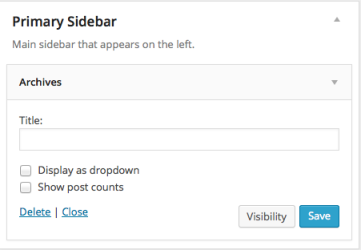 Primary Sidebar
Main sidebar that appears on the left.
Archives
Title:
Display as dropdown
Show post counts
Delete | Close Visibility Save